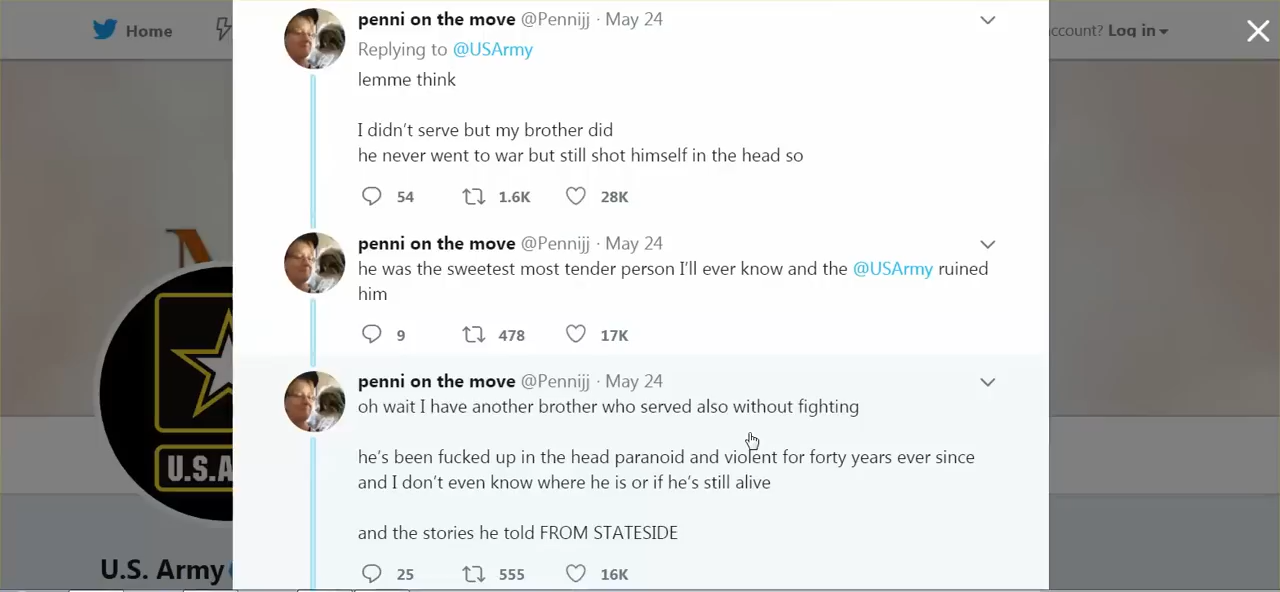 Home
penni on the move @Pennijj · May 24
Replying to @USArmy
lemme think
I didn't serve but my brother did
he never went to war but still shot himself in the head so
54 1.6K 28K
penni on the move @Pennijj · May 24
he was the sweetest most tender person I'll ever know and the @USArmy ruined
him
9 478 17K
penni on the move @Pennijj · May 24
oh wait I have another brother who served also without fighting
he's been fucked up in the head paranoid and violent for forty years ever since
and I don't even know where he is or if he's still alive
and the stories he told FROM STATESIDE
25 555 16K
ccount? Log in
U.S.A
U.S. Army